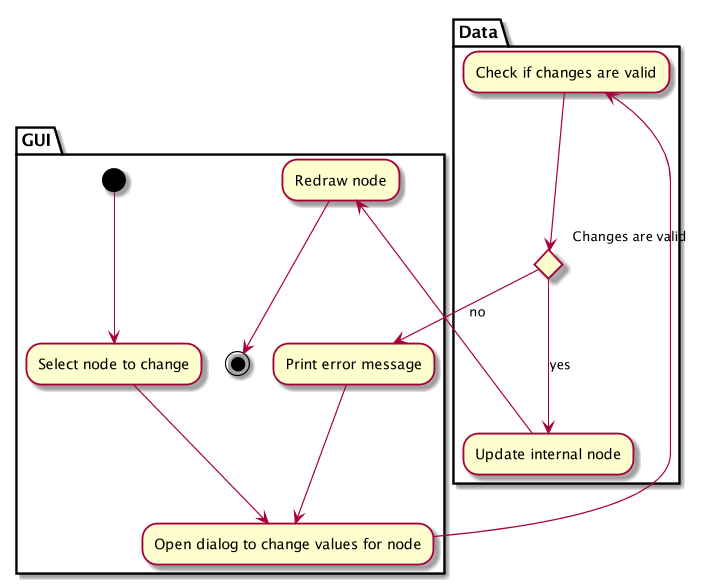 Data
Check if changes are valid
GUI
Redraw node
Changes are valid
no
Select node to change
Print error message
yes
Update internal node
Open dialog to change values for node